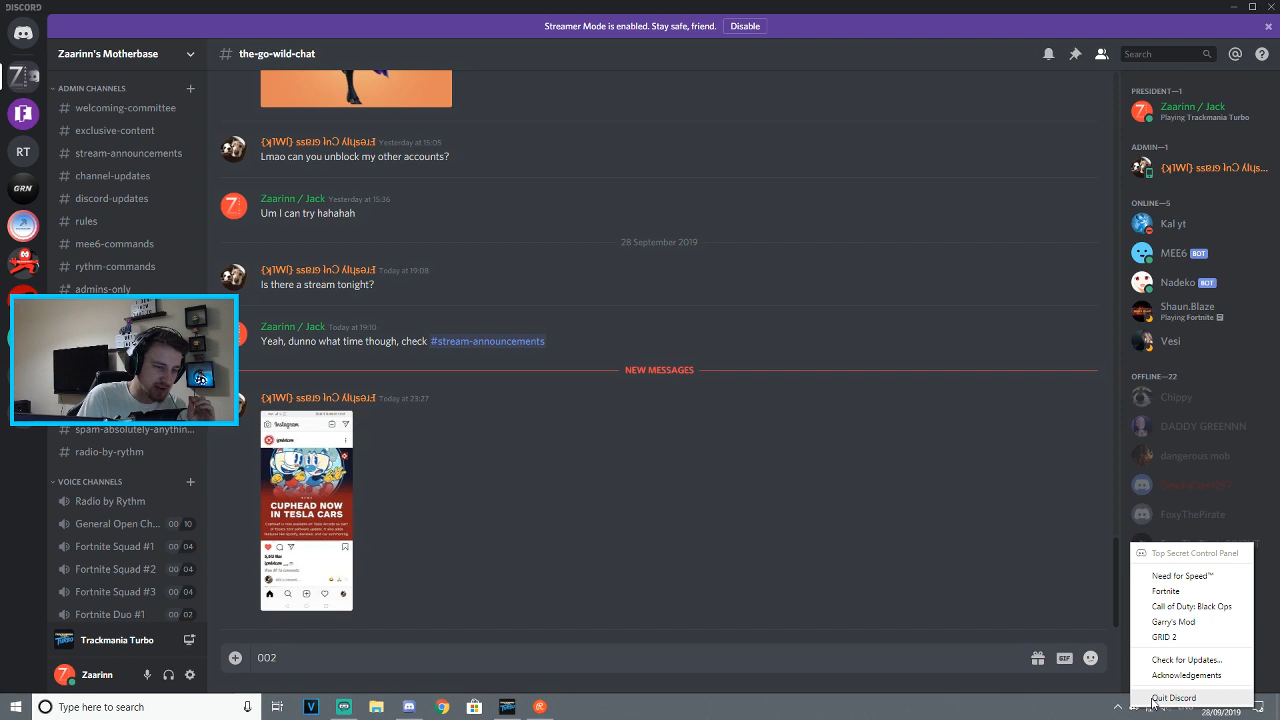 DISCORD
Streamer Mode is enabled. Stay safe, friend. Disable
Zaarinn's Motherbase
# the-go-wild-chat
Search
ADMIN CHANNELS
# welcoming-committee
# exclusive-content
# stream-announcements
# channel-updates
# discord-updates
# rules
# mee6-commands
# rythm-commands
# admins-only
# spam-absolutely-anythin...
# radio-by-rythm
VOICE CHANNELS
Radio by Rythm
General Open Ch... 00 10
Fortnite Squad #1 00 04
Fortnite Squad #2 00 04
Fortnite Squad #3 00 04
Fortnite Duo #1 00 02
Trackmania Turbo
Zaarinn
RT
GRN
Yesterday at 15:05
Lmao can you unblock my other accounts?
Zaarinn / Jack Yesterday at 15:36
Um I can try hahahah
28 September 2019
Today at 19:08
Is there a stream tonight?
Zaarinn / Jack Today at 19:10
Yeah, dunno what time though, check #stream-announcements
NEW MESSAGES
Today at 23:27
Instagram
NEWS
CUPHEAD NOW
IN TESLA CARS
002
GIF
PRESIDENT—1
Zaarinn / Jack
Playing Trackmania Turbo
ADMIN—1
ONLINE—5
Kal yt
MEE6 BOT
Nadeko BOT
Shaun.Blaze
Playing Fortnite
Vesi
OFFLINE—22
Chippy
DADDY GREENNN
dangerous mob
FoxyThePirate
Top Secret Control Panel
Need for Speed™
Fortnite
Call of Duty: Black Ops
Garry's Mod
GRID 2
Check for Updates...
Acknowledgements
Quit Discord
Type here to search
28/09/2019